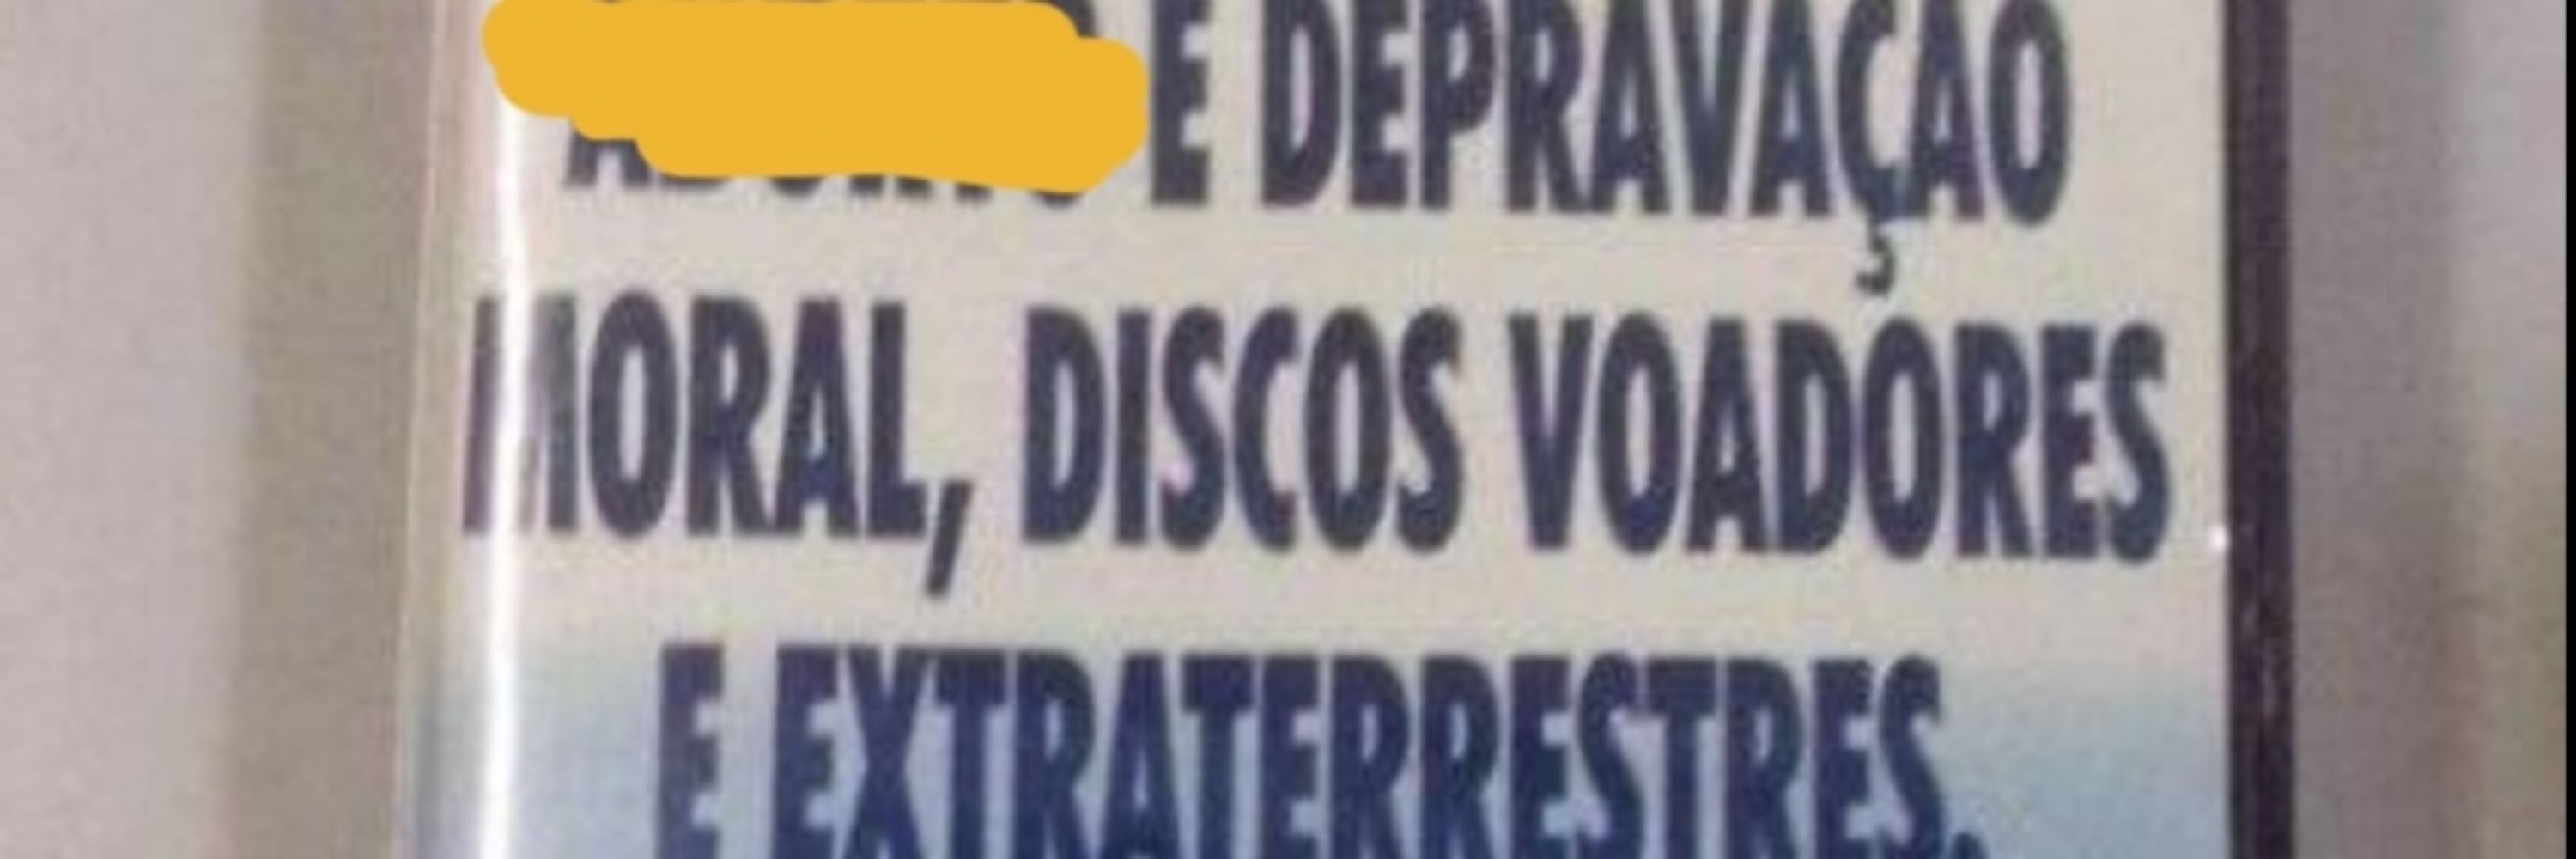 E DEPRAVAÇÃO
MORAL, DISCOS VOADORES
E EXTRATERRESTRES.